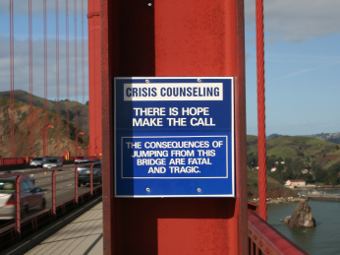 CRISIS COUNSELING
THERE IS HOPE
MAKE THE CALL
THE CONSEQUENCES OF
JUMPING FROM THIS
BRIDGE ARE FATAL
AND TRAGIC.